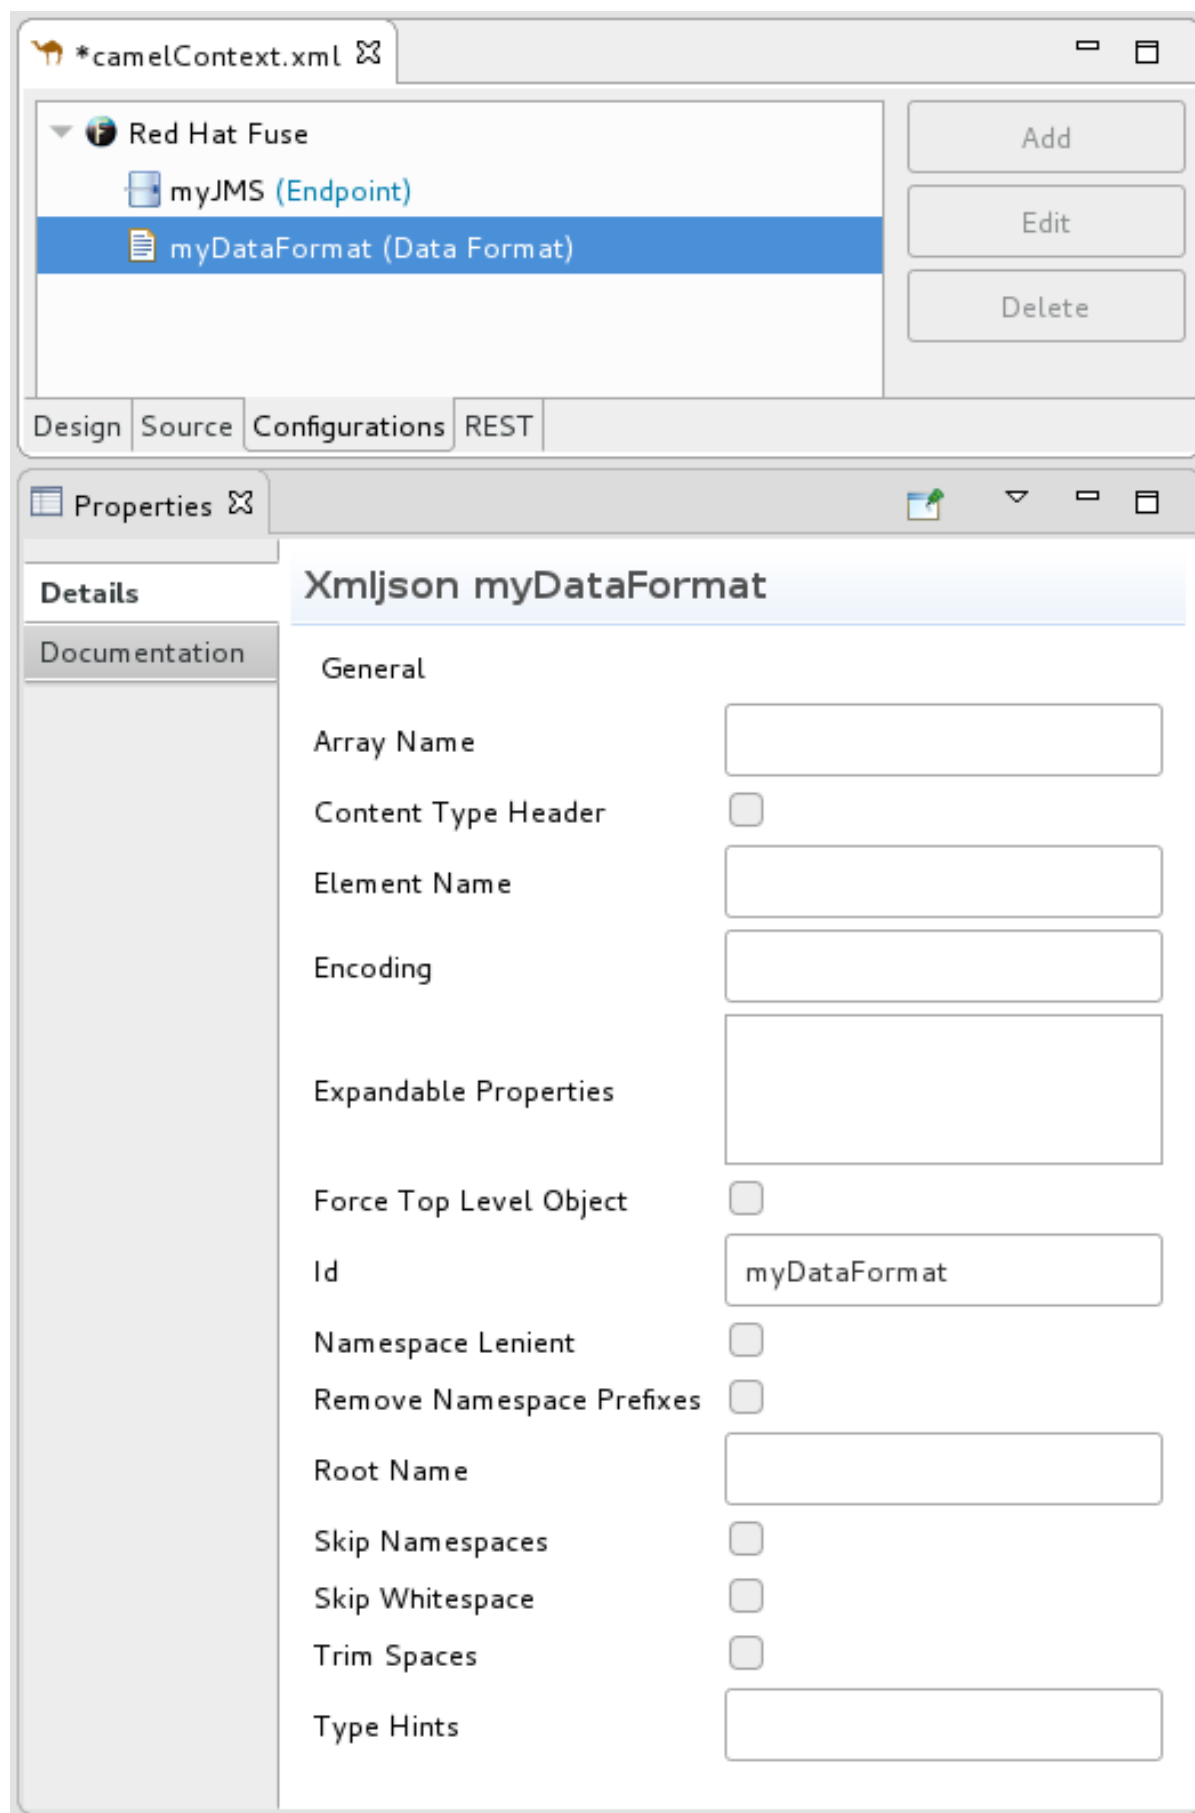 *camelContext.xml
Red Hat Fuse
Add
myJMS (Endpoint)
Edit
myDataFormat (Data Format)
Delete
Design Source Configurations REST
Properties
Details
Xmljson myDataFormat
Documentation
General
Array Name
Content Type Header
Element Name
Encoding
Expandable Properties
Force Top Level Object
Id myDataFormat
Namespace Lenient
Remove Namespace Prefixes
Root Name
Skip Namespaces
Skip Whitespace
Trim Spaces
Type Hints